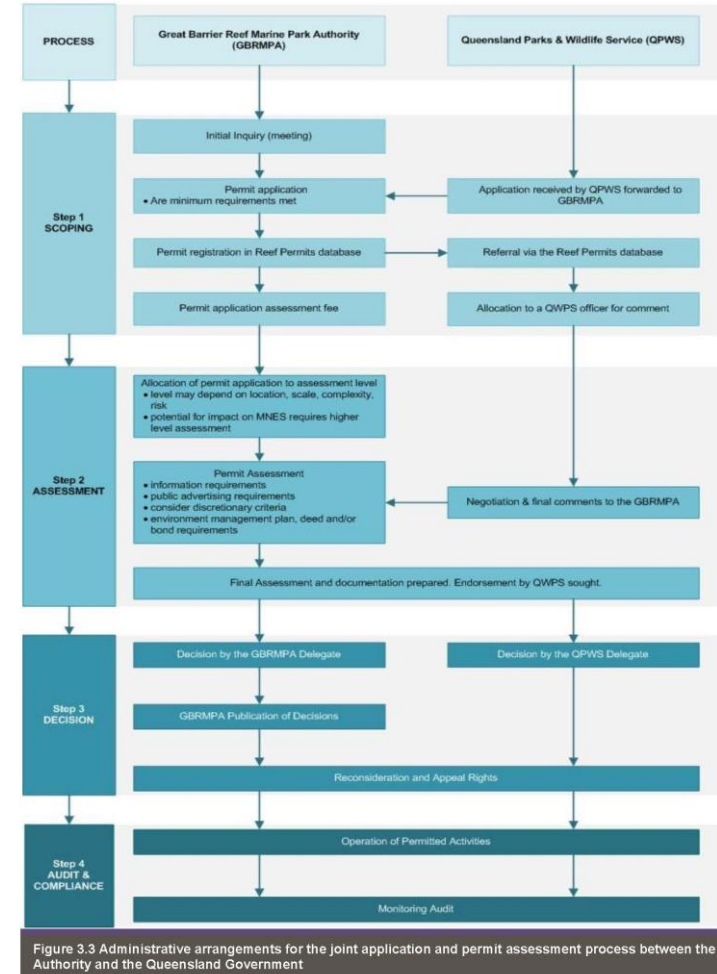 PROCESS
Great Barrier Reef Marine Park Authority
(GBRMPA)
Queensland Parks & Wildlife Service (QPWS)
Step 1
SCOPING
Initial Inquiry (meeting)
Permit application
• Are minimum requirements met
Application received by QPWS forwarded to
GBRMPA
Permit registration in Reef Permits database
Referral via the Reef Permits database
Permit application assessment fee
Allocation to a QWPS officer for comment
Step 2
ASSESSMENT
Allocation of permit application to assessment level
• level may depend on location, scale, complexity,
risk
• potential for impact on MNES requires higher
level assessment
Permit Assessment
• information requirements
• public advertising requirements
• consider discretionary criteria
• environment management plan, deed and/or
bond requirements
Negotiation & final comments to the GBRMPA
Final Assessment and documentation prepared. Endorsement by QWPS sought.
Step 3
DECISION
Decision by the GBRMPA Delegate
Decision by the QPWS Delegate
GBRMPA Publication of Decisions
Reconsideration and Appeal Rights
Step 4
AUDIT &
COMPLIANCE
Operation of Permitted Activities
Monitoring Audit
Figure 3.3 Administrative arrangements for the joint application and permit assessment process between the
Authority and the Queensland Government